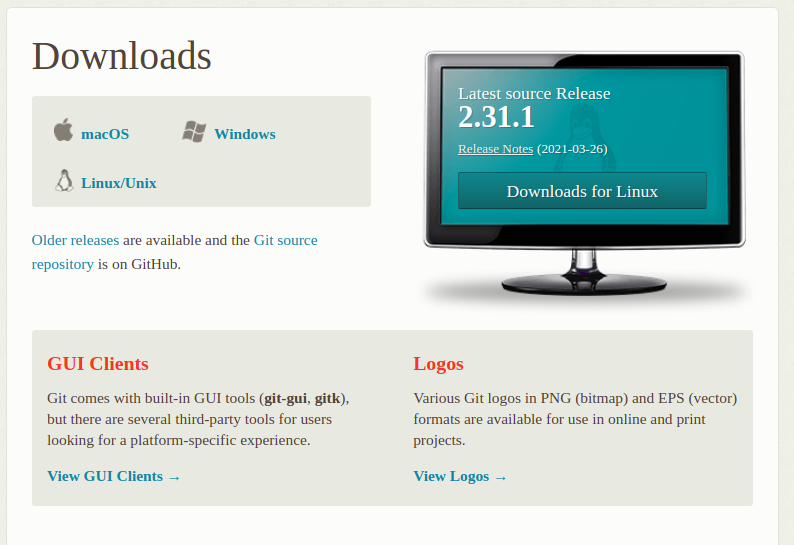 Downloads
macOS
Windows
Linux/Unix
Older releases are available and the Git source
repository is on GitHub.
Latest source Release
2.31.1
Release Notes (2021-03-26)
Downloads for Linux
GUI Clients
Git comes with built-in GUI tools (git-gui, gitk),
but there are several third-party tools for users
looking for a platform-specific experience.
View GUI Clients →
Logos
Various Git logos in PNG (bitmap) and EPS (vector)
formats are available for use in online and print
projects.
View Logos →